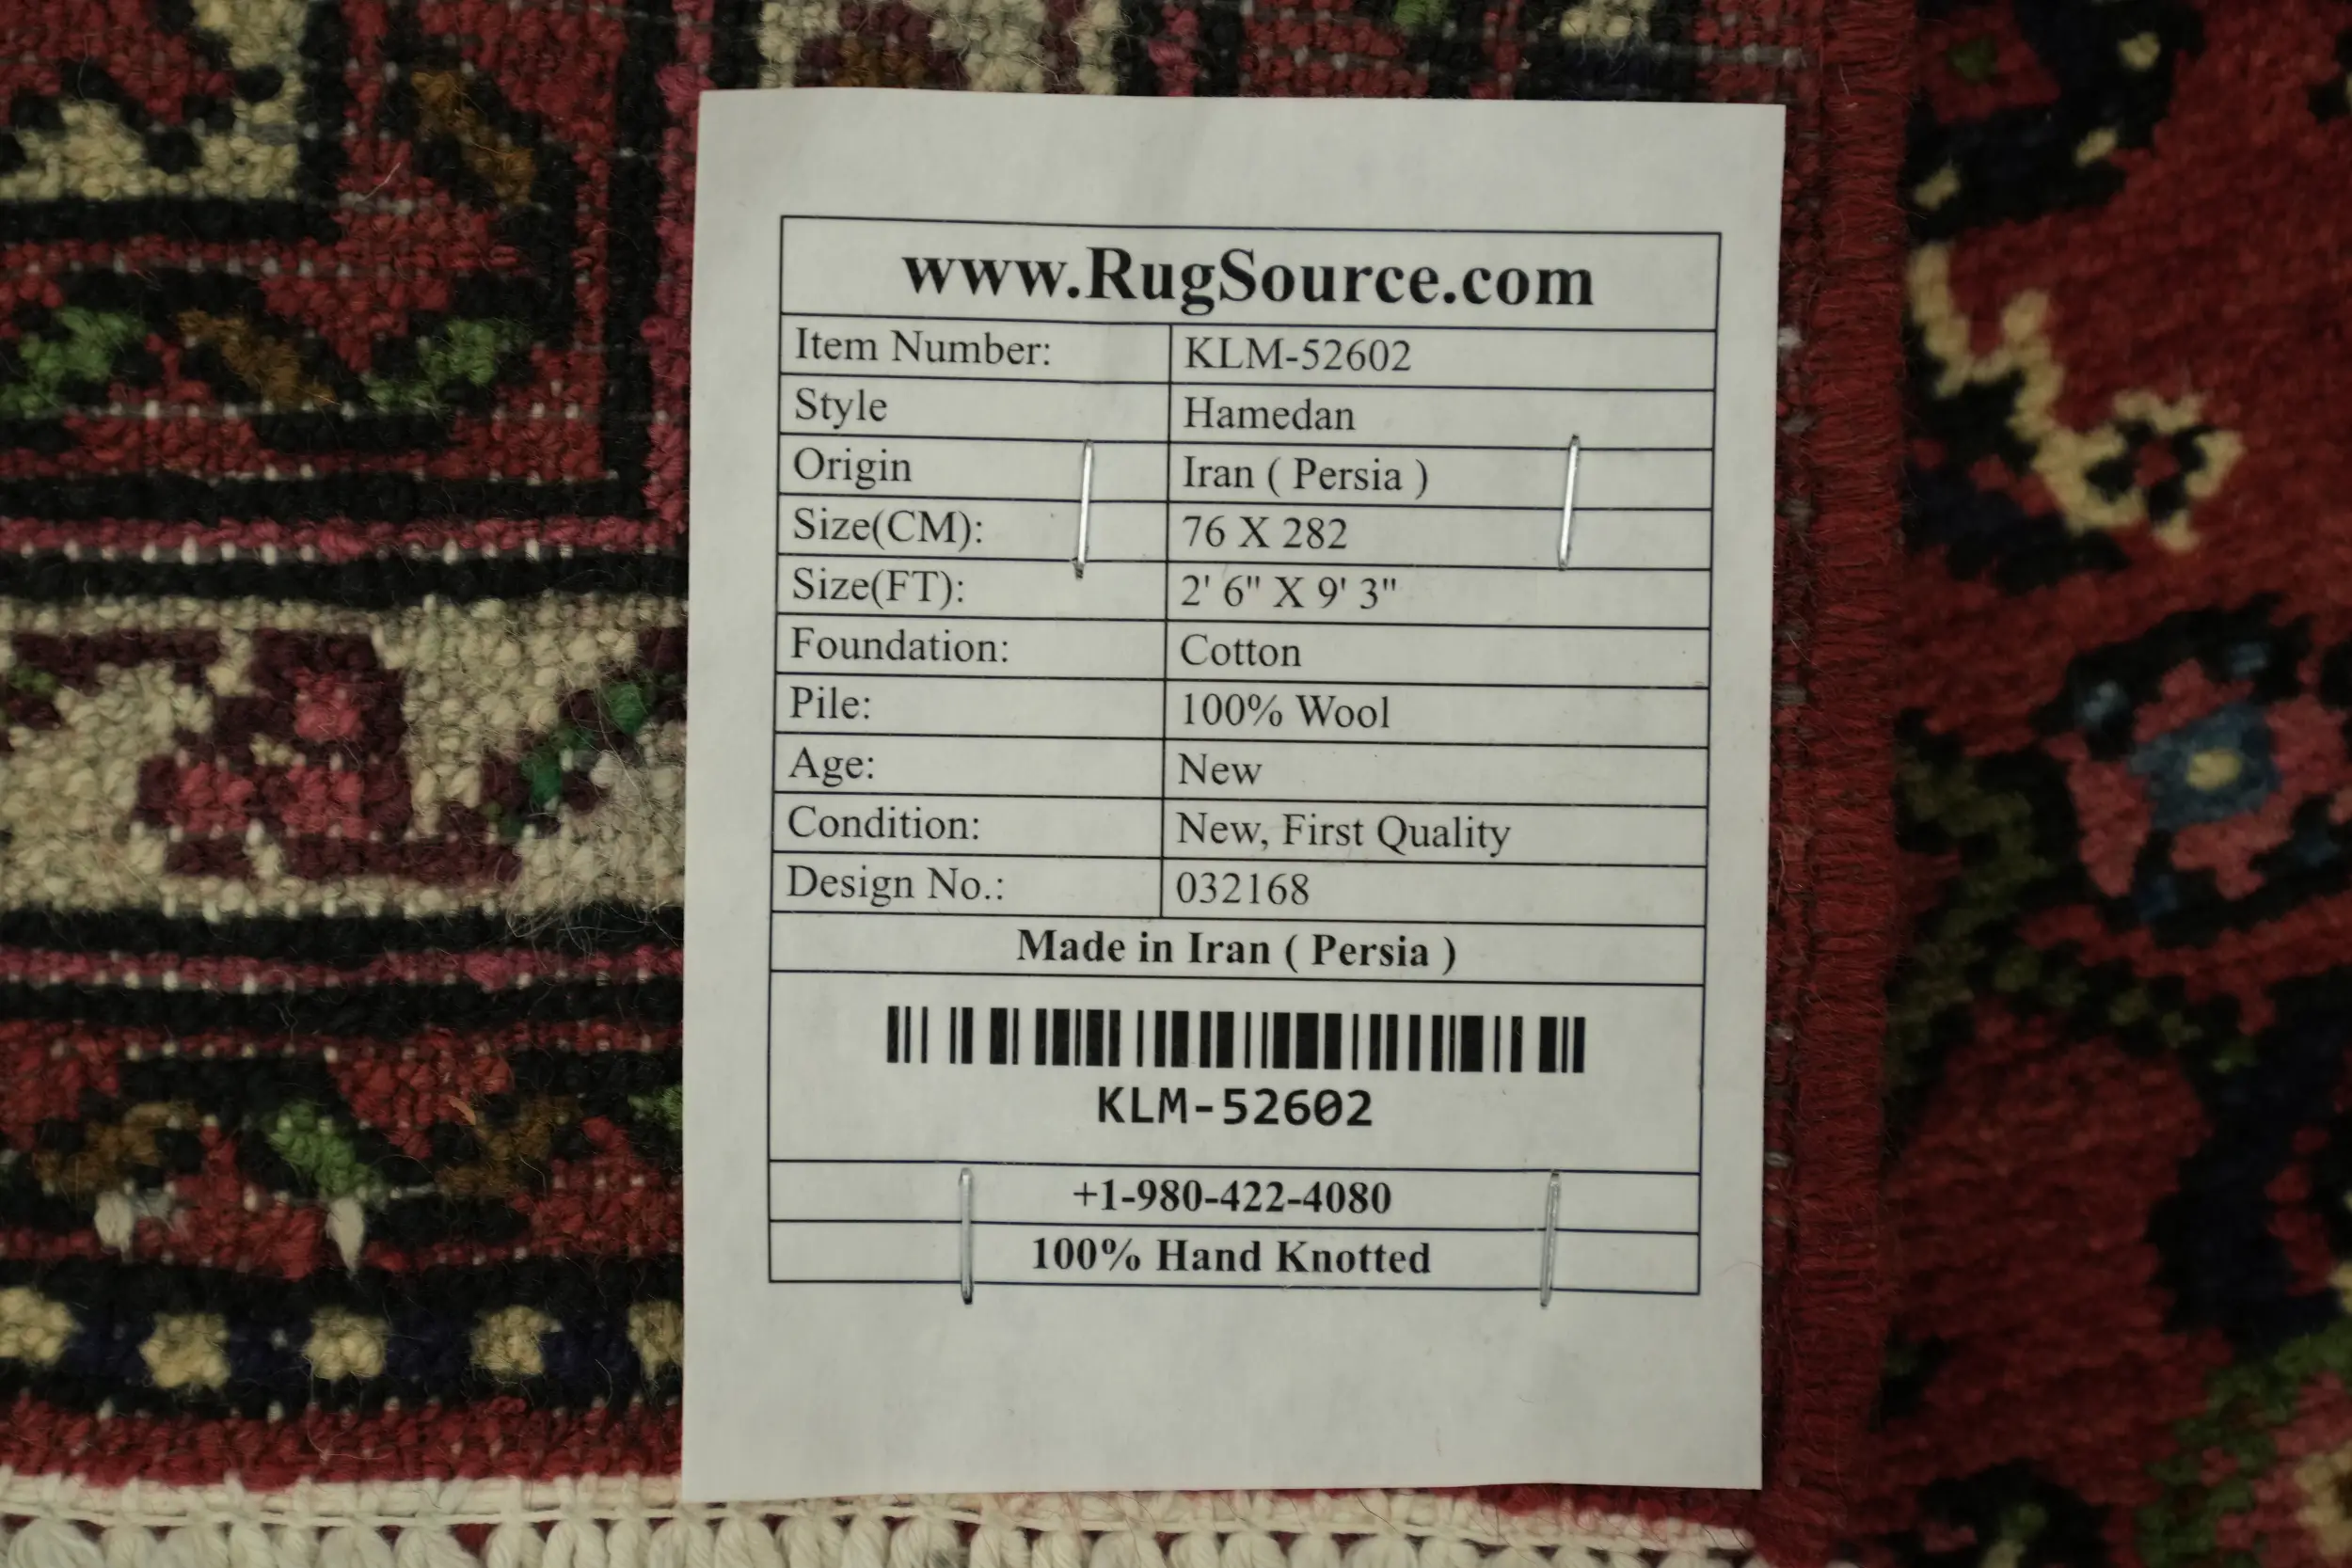 www.RugSource.com
Item Number: KLM-52602
Style Hamedan
Origin Iran ( Persia )
Size(CM): 76 X 282
Size(FT): 2' 6" X 9' 3"
Foundation: Cotton
Pile: 100% Wool
Age: New
Condition: New, First Quality
Design No.: 032168
Made in Iran ( Persia )
KLM-52602
+1-980-422-4080
100% Hand Knotted